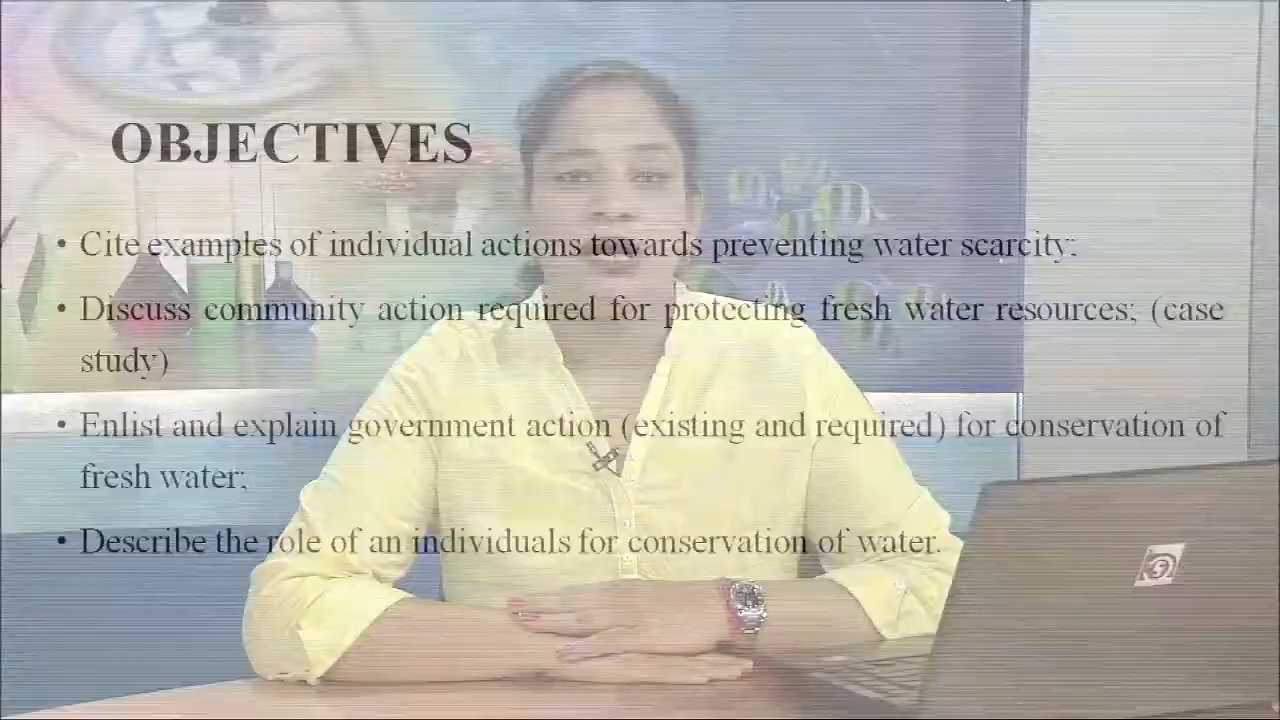 OBJECTIVES
• Cite examples of individual actions towards preventing water scarcity;
• Discuss community action required for protecting fresh water resources; (case
study)
• Enlist and explain government action (existing and required) for conservation of
fresh water;
• Describe the role of an individuals for conservation of water.